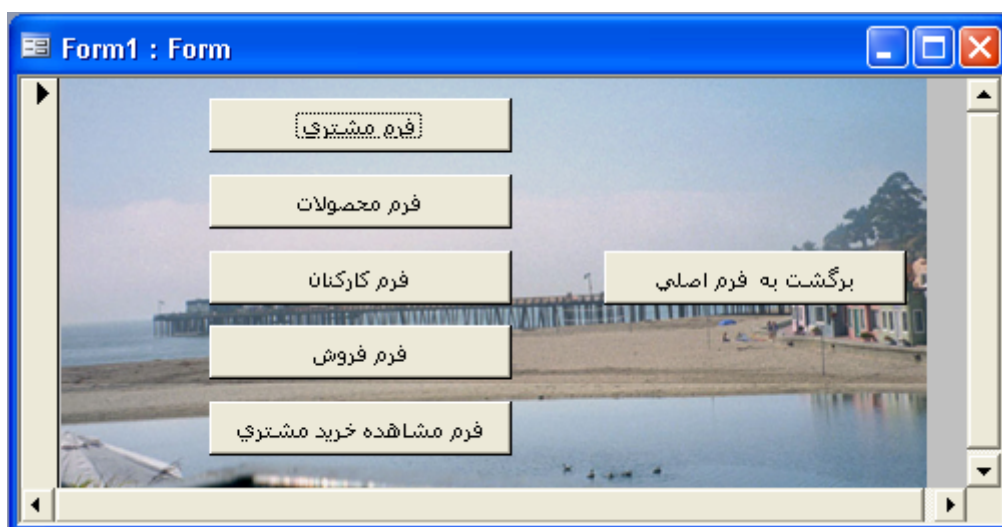 Form1 : Form
فرم مشتري
فرم محصولات
فرم کارکنان
برگشت به فرم اصلي
فرم فروش
فرم مشاهده خريد مشتري